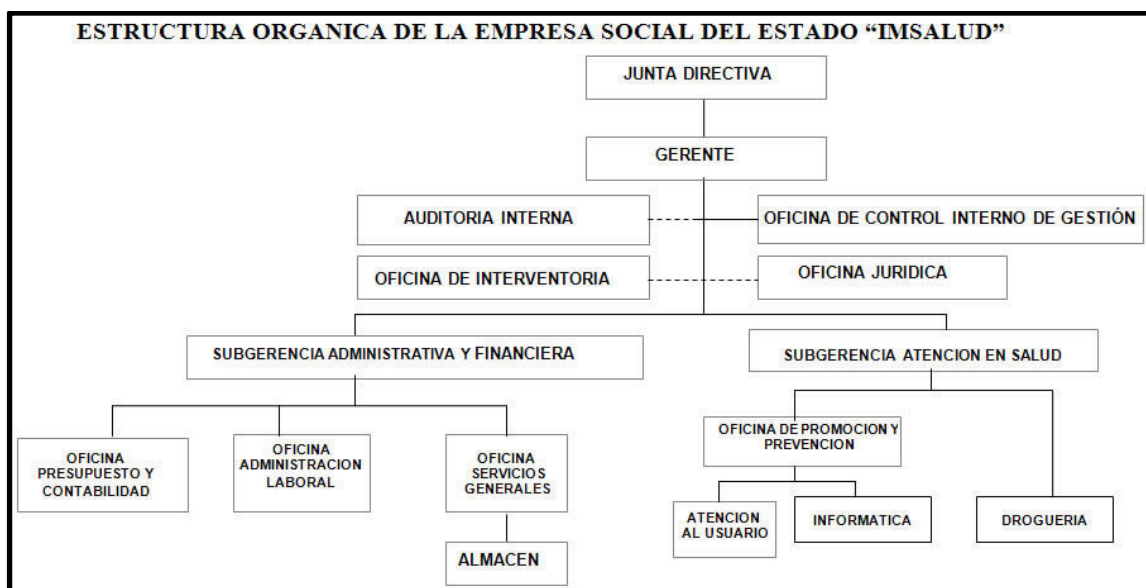 ESTRUCTURA ORGANICA DE LA EMPRESA SOCIAL DEL ESTADO “IMSALUD”
JUNTA DIRECTIVA
GERENTE
AUDITORIA INTERNA
OFICINA DE CONTROL INTERNO DE GESTIÓN
OFICINA DE INTERVENTORIA
OFICINA JURIDICA
SUBGERENCIA ADMINISTRATIVA Y FINANCIERA
SUBGERENCIA ATENCION EN SALUD
OFICINA
PRESUPUESTO Y
CONTABILIDAD
OFICINA
ADMINISTRACION
LABORAL
OFICINA
SERVICIOS
GENERALES
ALMACEN
OFICINA DE PROMOCION Y
PREVENCION
ATENCION
AL USUARIO
INFORMATICA
DROGUERIA